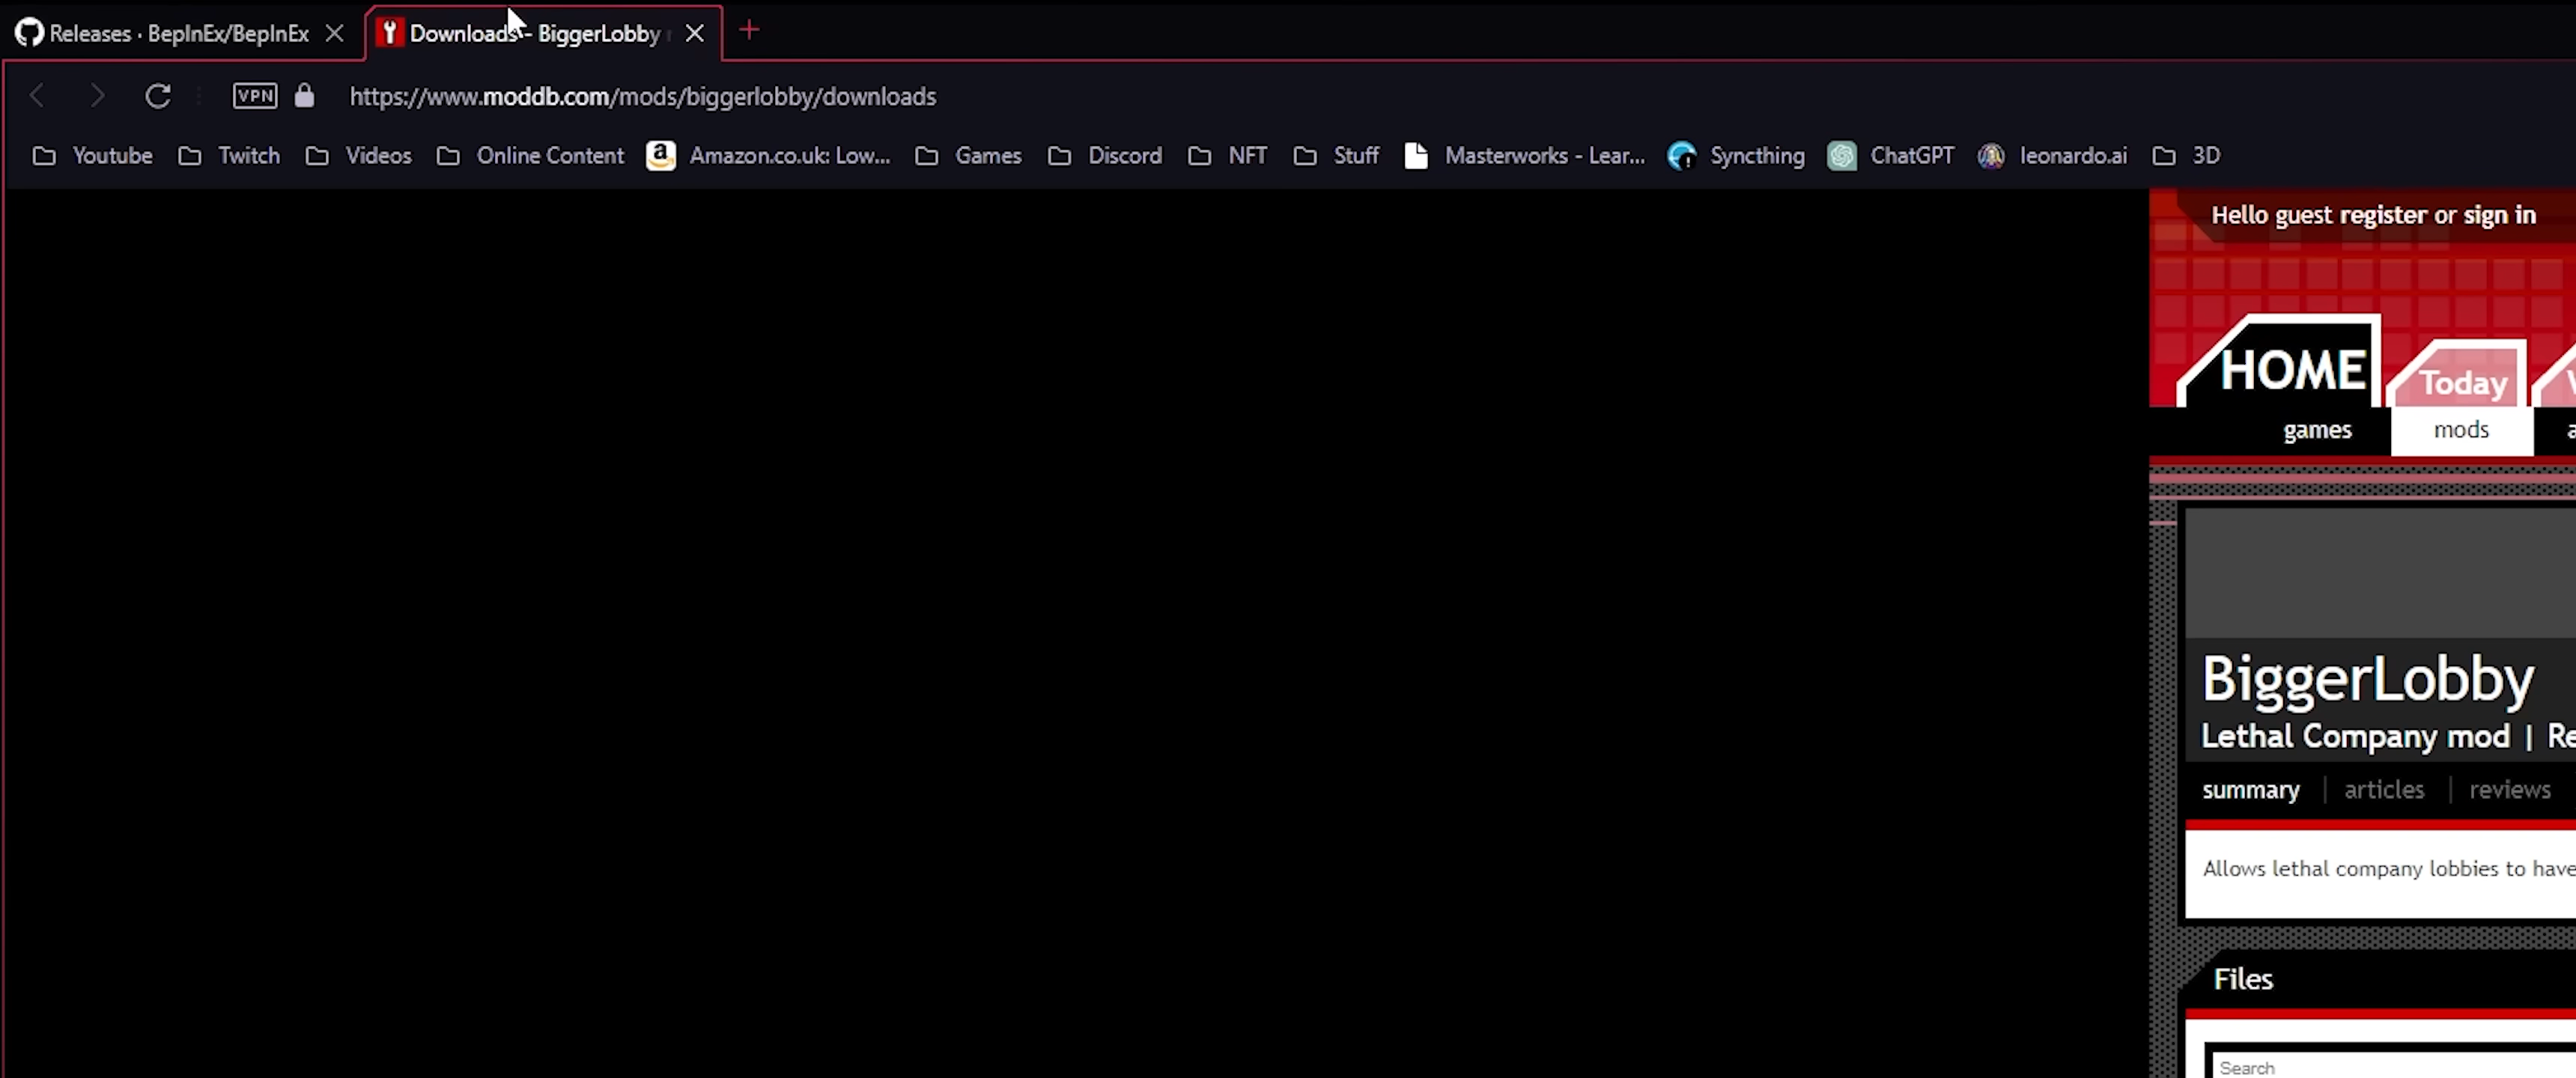 Releases · BepInEx/BepInEx
Downloads - BiggerLobby
VPN https://www.moddb.com/mods/biggerlobby/downloads
Youtube Twitch Videos Online Content Amazon.co.uk: Low... Games Discord NFT Stuff Masterworks - Lear... Syncthing ChatGPT leonardo.ai 3D
Hello guest register or sign in
HOME Today
games mods
BiggerLobby
Lethal Company mod | Re
summary articles reviews
Allows lethal company lobbies to have
Files
Search